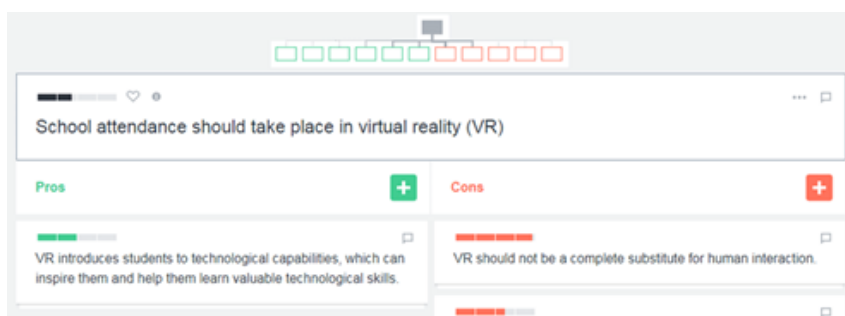 School attendance should take place in virtual reality (VR)
Pros
Cons
VR introduces students to technological capabilities, which can
inspire them and help them learn valuable technological skills.
VR should not be a complete substitute for human interaction.